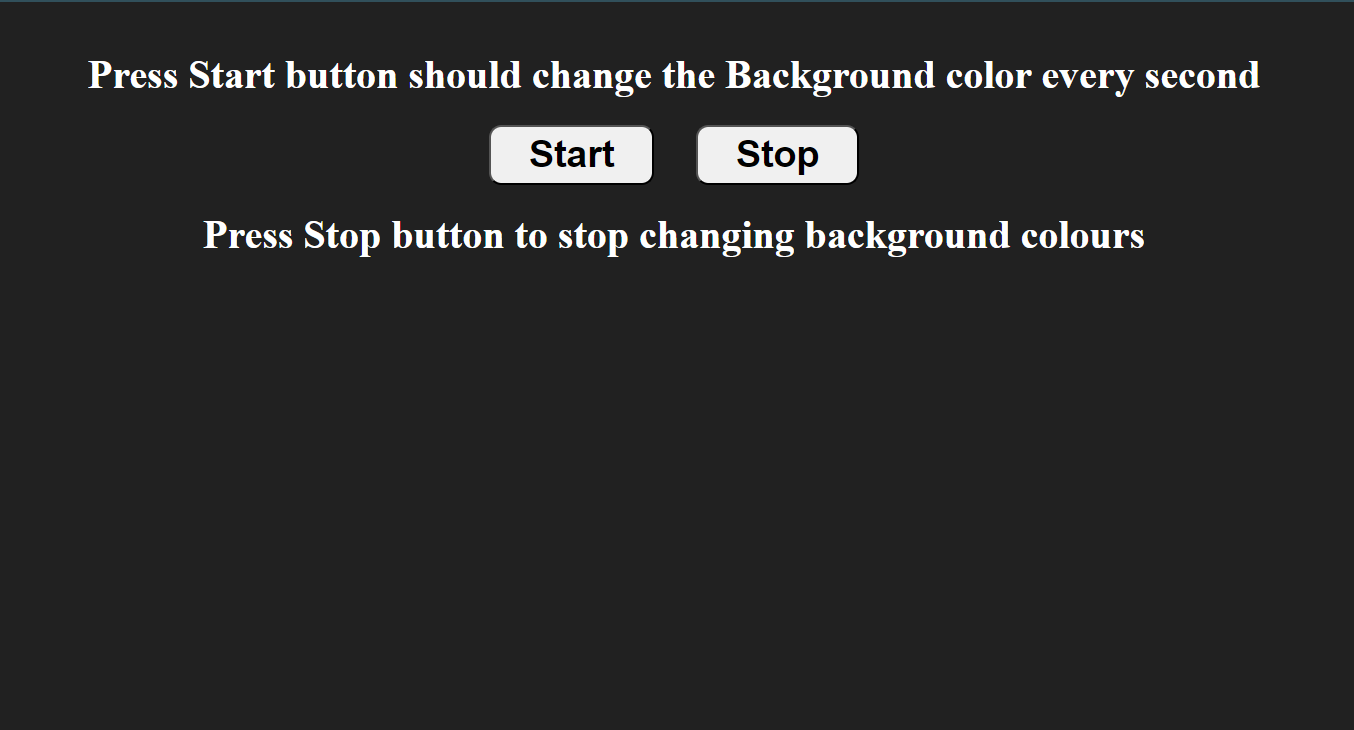 Press Start button should change the Background color every second
Start Stop
Press Stop button to stop changing background colours